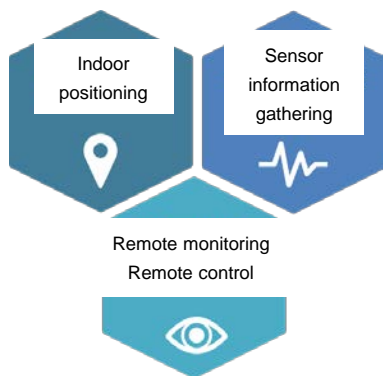 Indoor
positioning
Sensor
information
gathering
Remote monitoring
Remote control